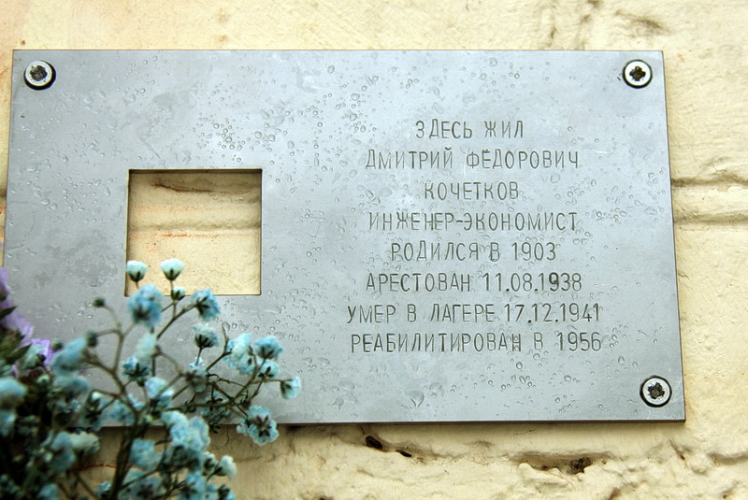 ЗДЕСЬ ЖИЛ
ДМИТРИЙ ФЁДОРОВИЧ
КОЧЕТКОВ
ИНЖЕНЕР-ЭКОНОМИСТ
РОДИЛСЯ В 1903
АРЕСТОВАН 11.08.1938
УМЕР В ЛАГЕРЕ 17.12.1941
РЕАБИЛИТИРОВАН В 1956